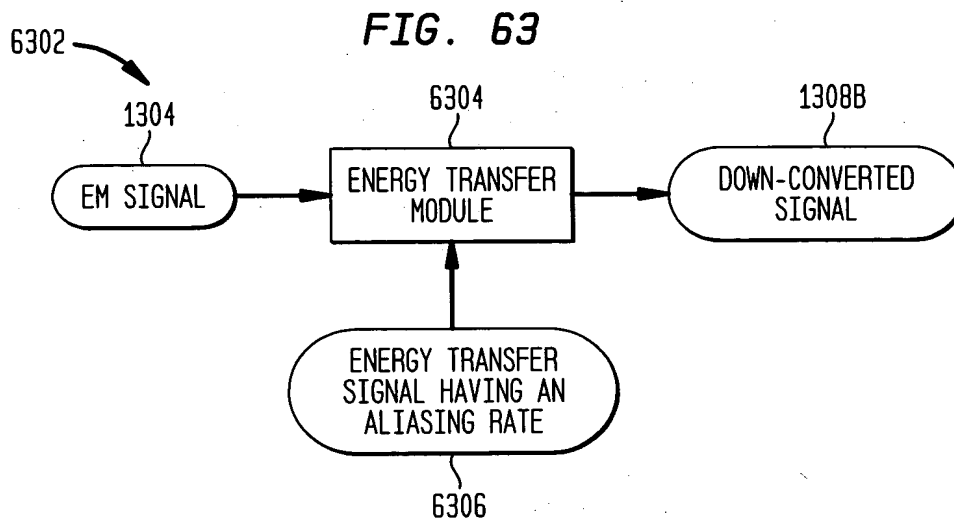 FIG. 63
6302
1304
6304
1308B
EM SIGNAL
ENERGY TRANSFER
MODULE
DOWN-CONVERTED
SIGNAL
ENERGY TRANSFER
SIGNAL HAVING AN
ALIASING RATE
6306